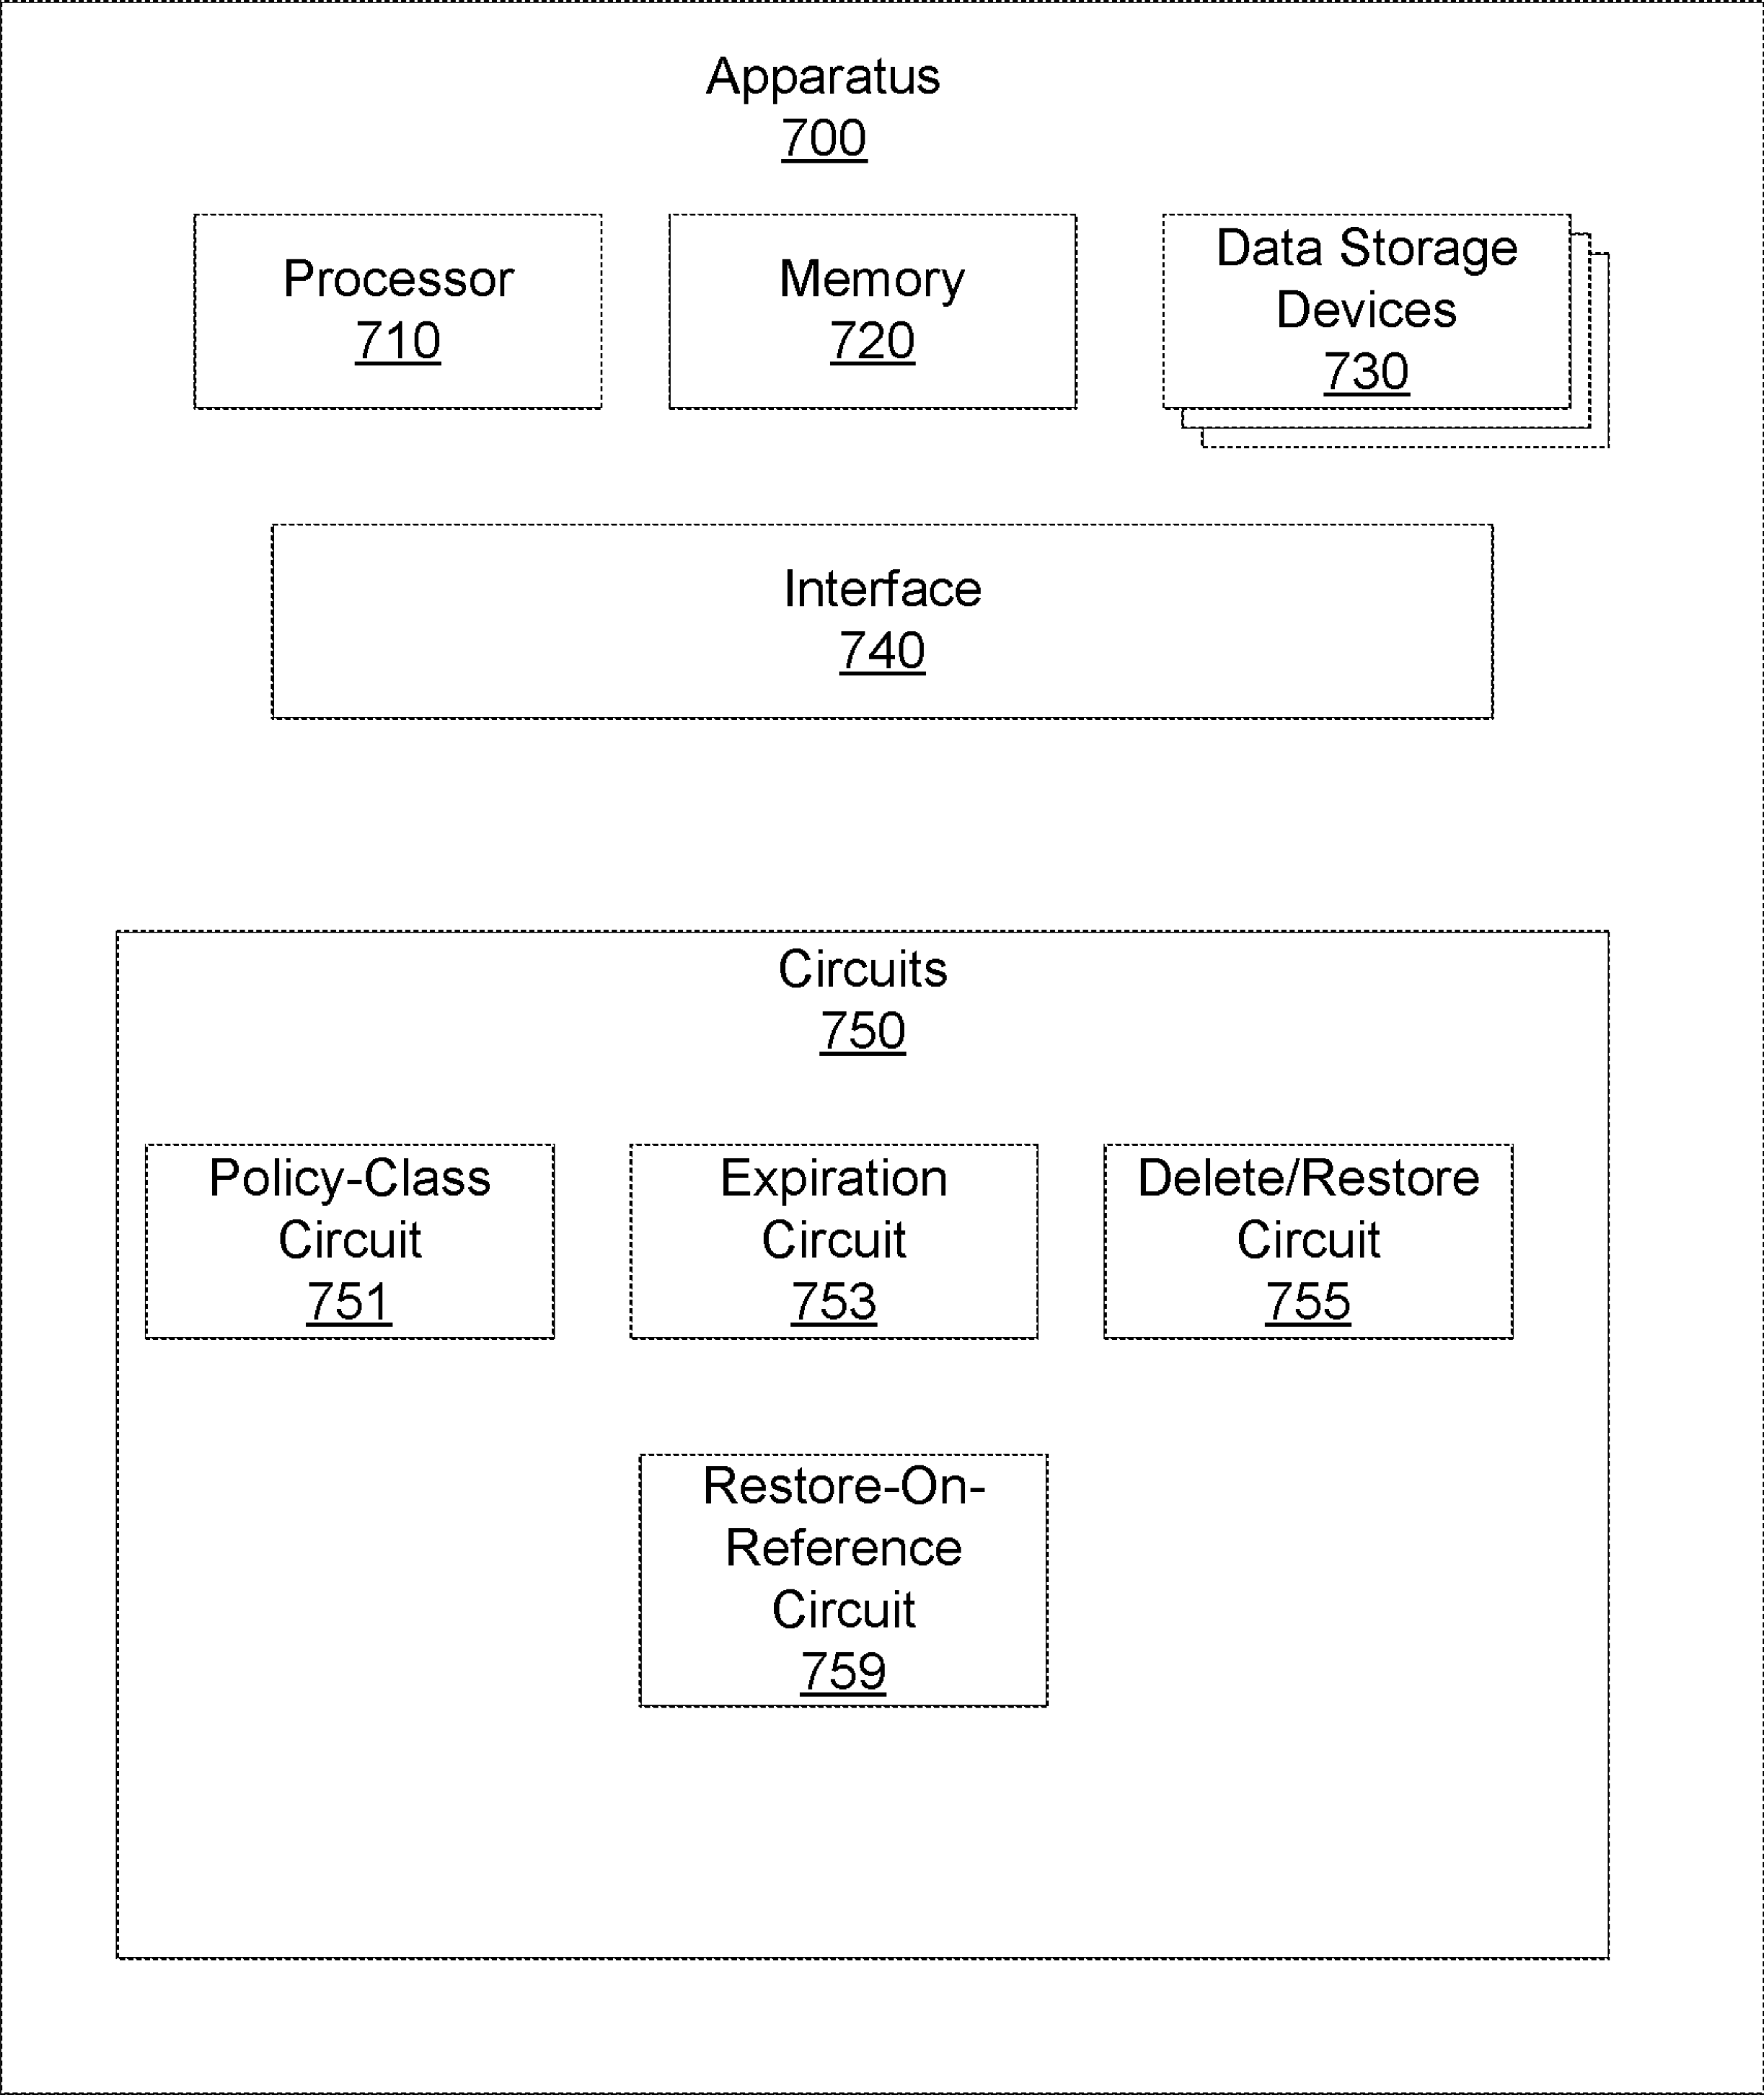 Apparatus
700
Processor
710
Memory
720
Data Storage
Devices
730
Interface
740
Circuits
750
Policy-Class
Circuit
751
Expiration
Circuit
753
Delete/Restore
Circuit
755
Restore-On-
Reference
Circuit
759